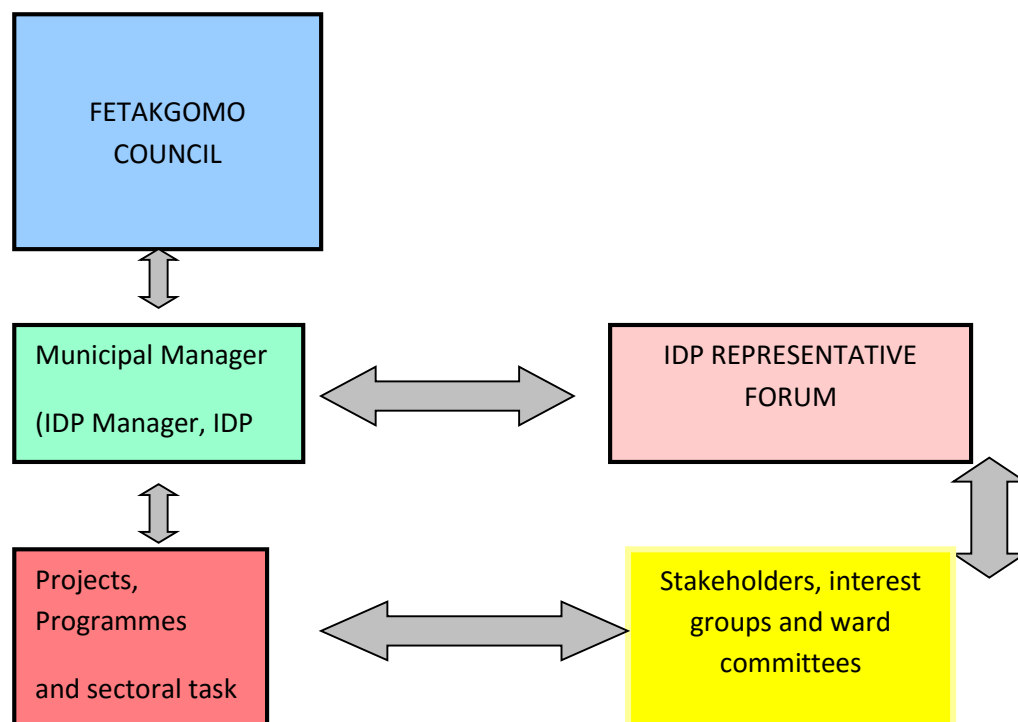 FETAKGOMO
COUNCIL
Municipal Manager
(IDP Manager, IDP
IDP REPRESENTATIVE
FORUM
Projects,
Programmes
and sectoral task
Stakeholders, interest
groups and ward
committees